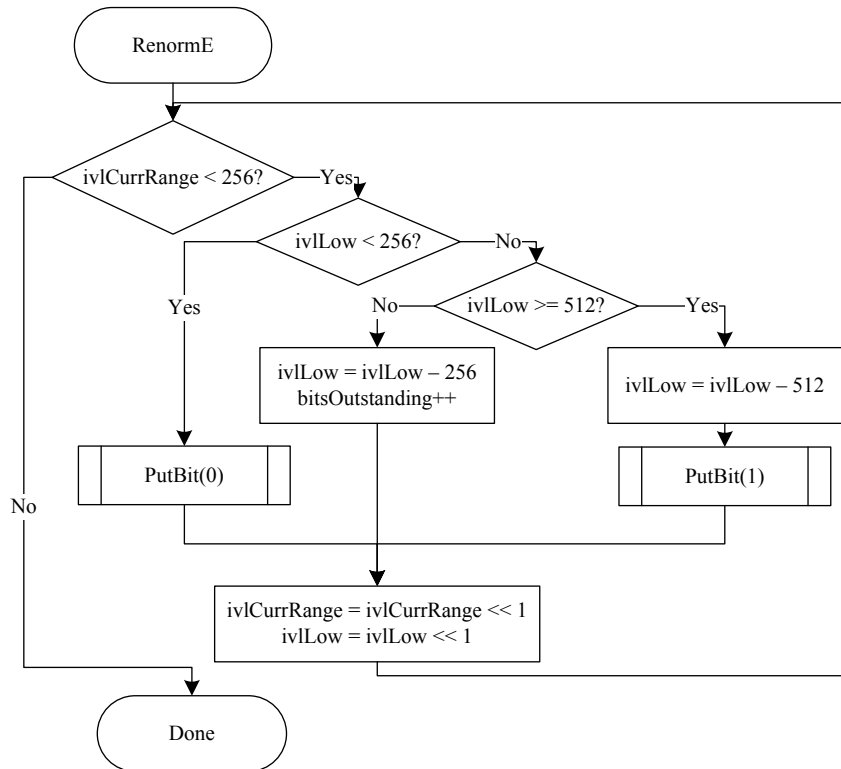 RenormE
ivlCurrRange < 256?
Yes
ivlLow < 256?
No
Yes
No
ivlLow >= 512?
Yes
ivlLow = ivlLow – 256
bitsOutstanding++
ivlLow = ivlLow – 512
PutBit(0)
PutBit(1)
No
ivlCurrRange = ivlCurrRange << 1
ivlLow = ivlLow << 1
Done